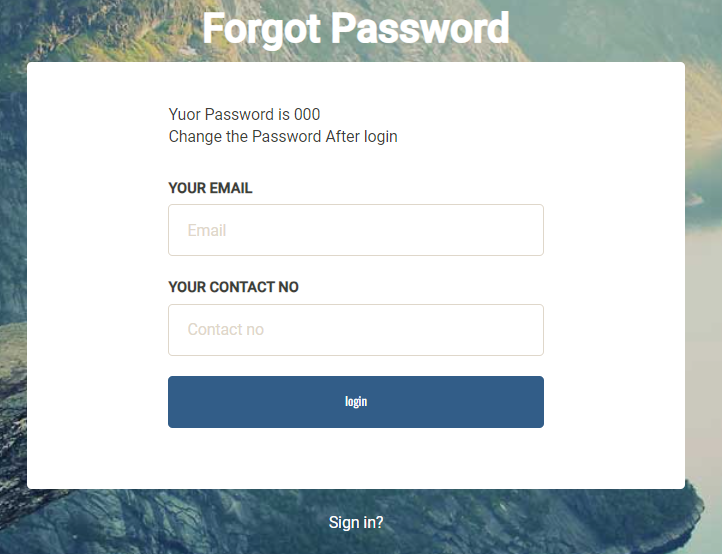 Forgot Password
Yuor Password is 000
Change the Password After login
YOUR EMAIL
Email
YOUR CONTACT NO
Contact no
login
Sign in?